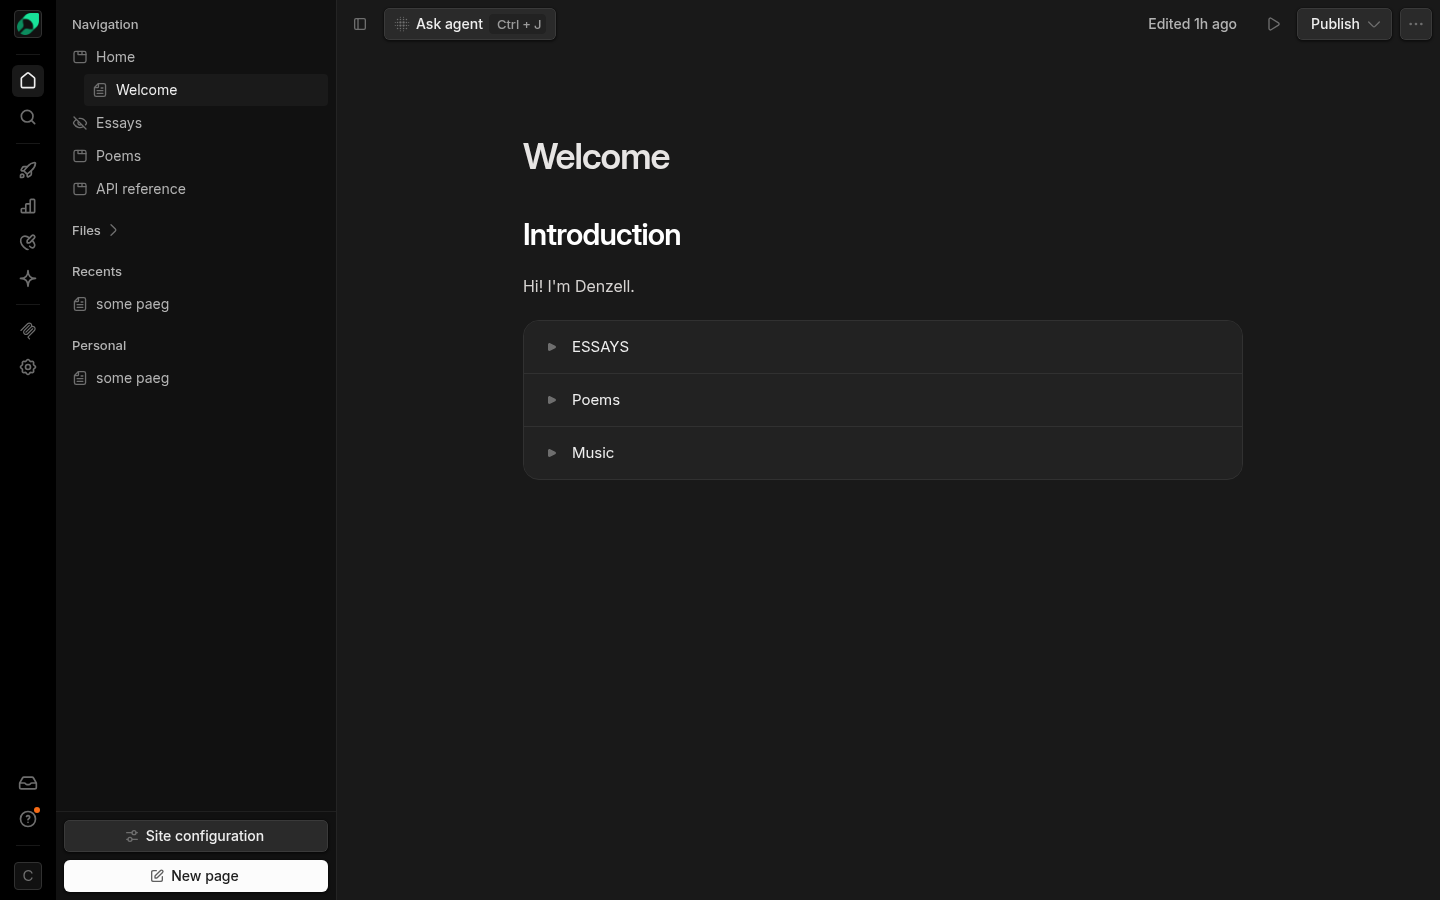 Navigation
Home
Welcome
Essays
Poems
API reference
Files
Recents
some paeg
Personal
some paeg
Site configuration
New page
C
Ask agent Ctrl + J
Edited 1h ago
Publish
Welcome
Introduction
Hi! I'm Denzell.
ESSAYS
Poems
Music